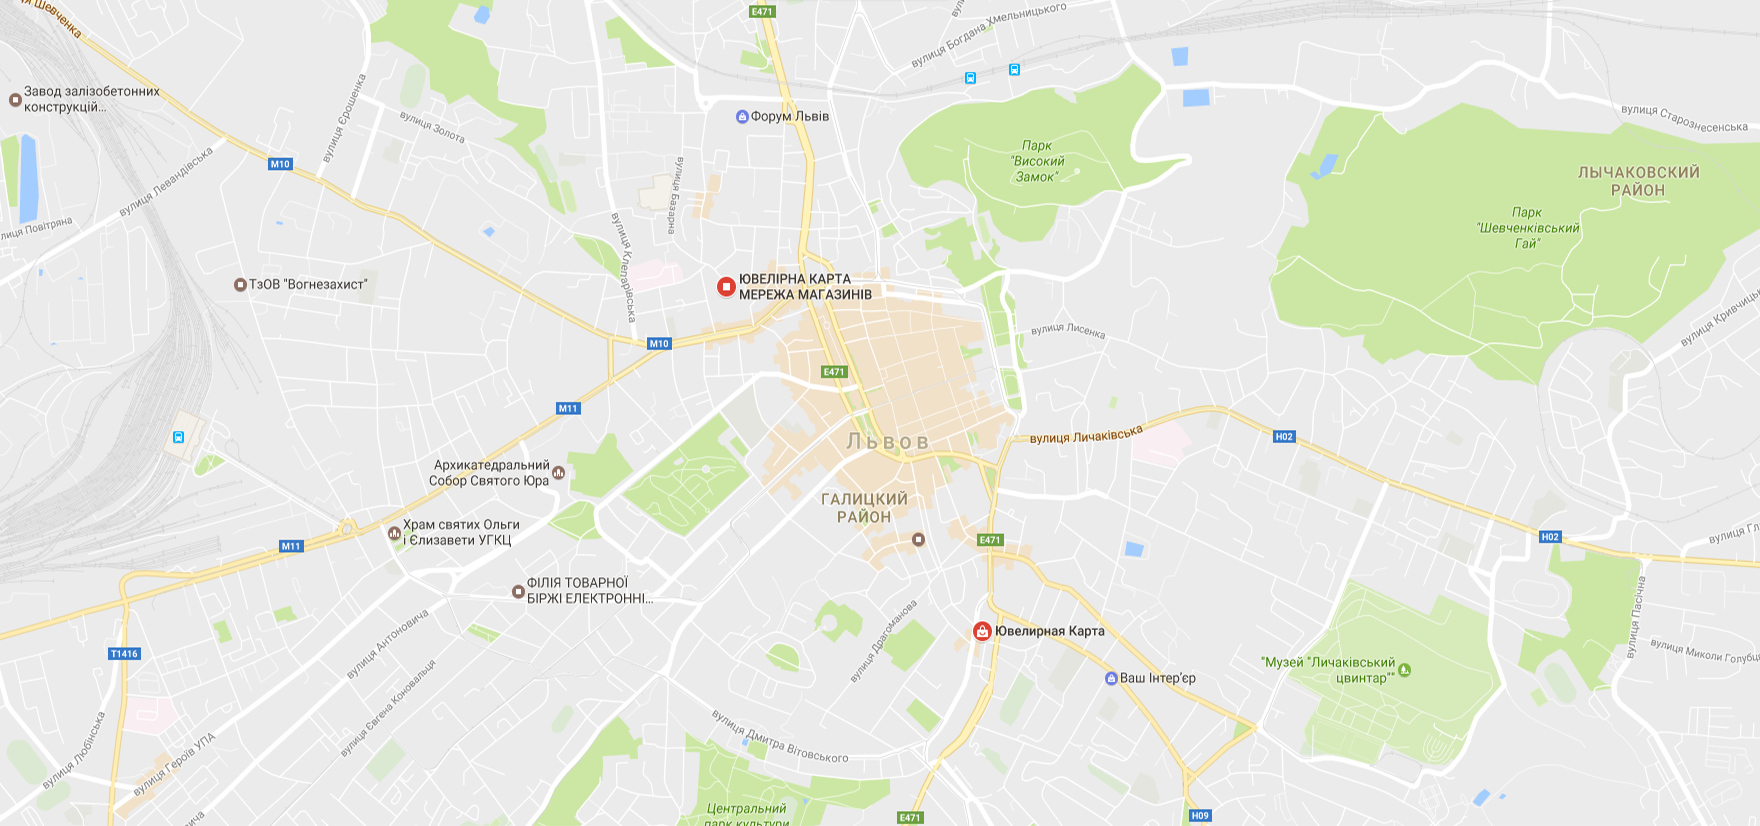 я Шевченка
E471
вулиця Богдана Хмельницького
Завод залізобетонних
конструкцій...
вулиця Єрошенка
вулиця Золота
Форум Львів
вулиця Старознесенська
M10
вулиця Левандівська
вулиця Базарна
Парк
"Високий
Замок"
ЛЫЧАКОВСКИЙ
РАЙОН
лиця Повітряна
вулиця Клепарівська
Парк
"Шевченківський
Гай"
ТзОВ "Вогнезахист"
ЮВЕЛІРНА КАРТА
МЕРЕЖА МАГАЗИНІВ
вулиця Кривчиць
вулиця Лисенка
M10
E471
M11
Львов
вулиця Личаківська
H02
Архикатедральний
Собор Святого Юра
ГАЛИЦКИЙ
РАЙОН
Храм святих Ольги
і Єлизавети УГКЦ
M11
E471
H02
вулиця Гл
ФІЛІЯ ТОВАРНОЇ
БІРЖІ ЕЛЕКТРОННІ...
вулиця Антоновича
вулиця Драгоманова
Ювелирная Карта
вулиця Пасічна
T1416
вулиця Миколи Голубц
"Музей "Личаківський
цвинтар""
Ваш Інтер'єр
вулиця Євгена Коновальця
вулиця Любінська
вулиця Героїв УПА
вулиця Дмитра Вітовського
Центральний
парк культури
E471
H09